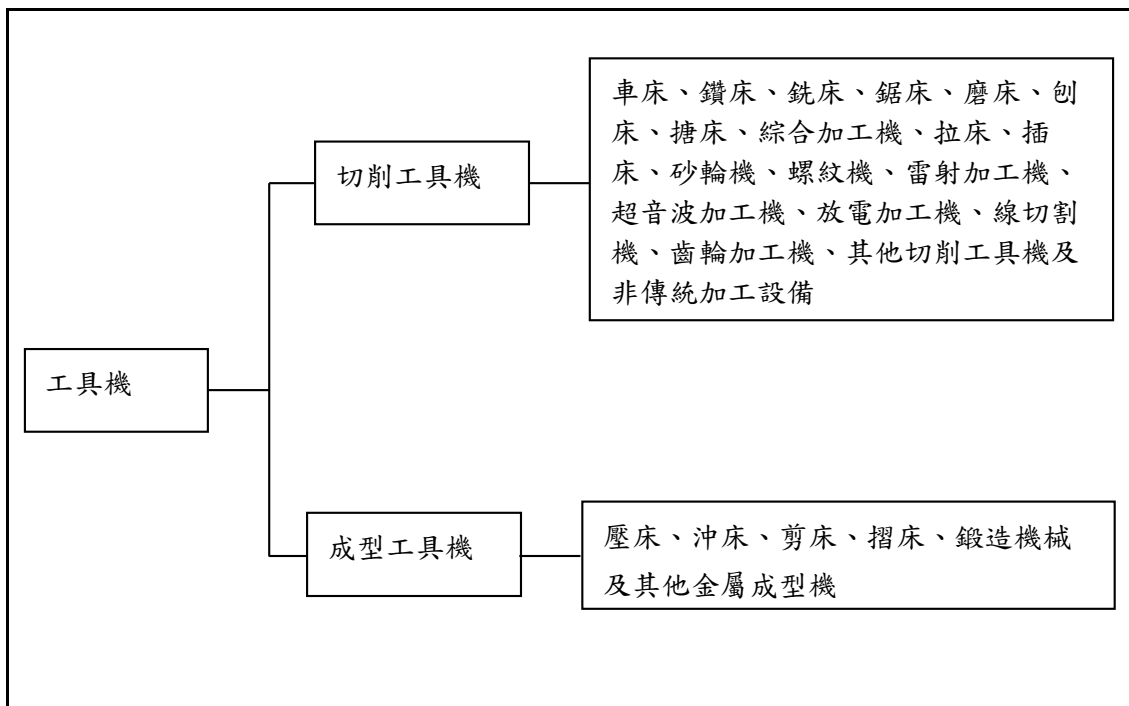 車床、鑽床、銑床、鋸床、磨床、刨
床、搪床、綜合加工機、拉床、插
床、砂輪機、螺紋機、雷射加工機、
超音波加工機、放電加工機、線切割
機、齒輪加工機、其他切削工具機及
非傳統加工設備
切削工具機
工具機
成型工具機
壓床、沖床、剪床、摺床、鍛造機械
及其他金屬成型機